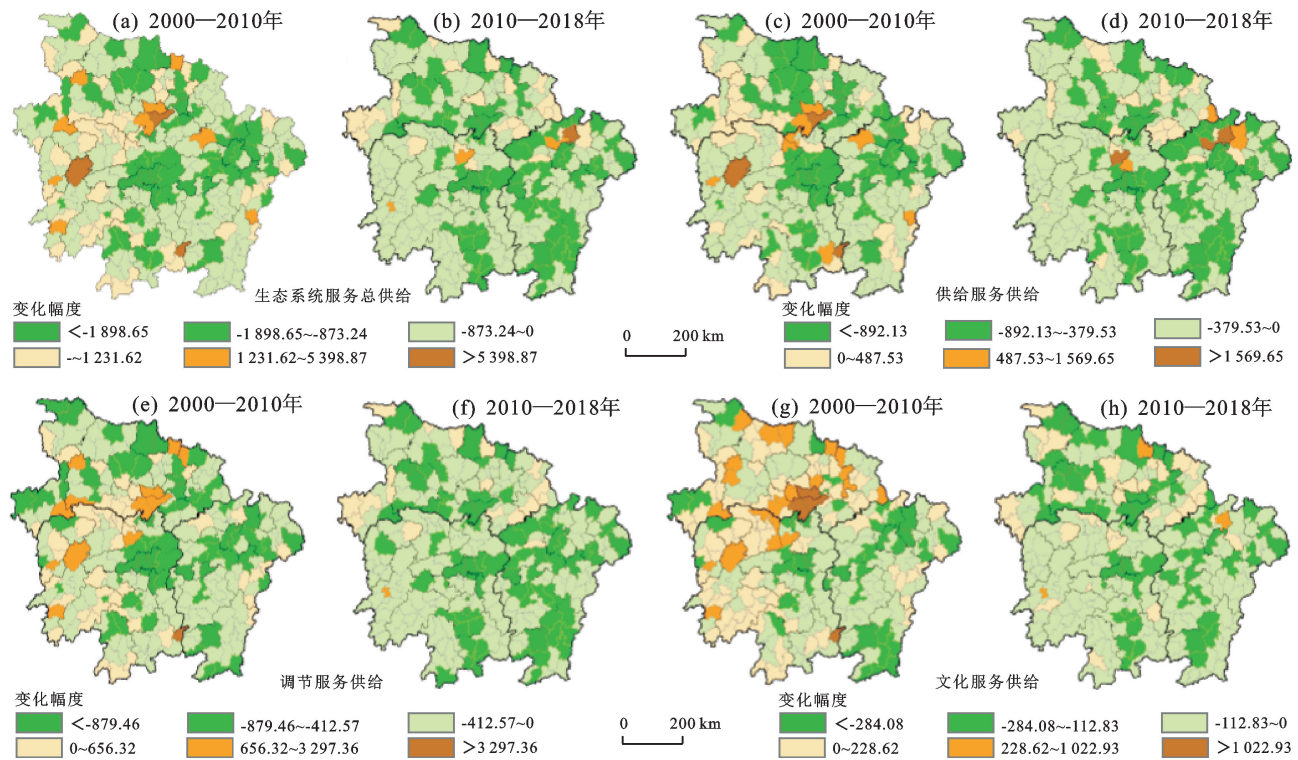 (a) 2000—2010年
(b) 2010—2018年
(c) 2000—2010年
(d) 2010—2018年
生态系统服务总供给
变化幅度
<-1 898.65
-1 898.65~-873.24
-873.24~0
-~1 231.62
1 231.62~5 398.87
>5 398.87
0 200 km
供给服务供给
变化幅度
<-892.13
-892.13~-379.53
-379.53~0
0~487.53
487.53~1 569.65
>1 569.65
(e) 2000—2010年
(f) 2010—2018年
(g) 2000—2010年
(h) 2010—2018年
调节服务供给
变化幅度
<-879.46
-879.46~-412.57
-412.57~0
0~656.32
656.32~3 297.36
>3 297.36
0 200 km
文化服务供给
变化幅度
<-284.08
-284.08~-112.83
-112.83~0
0~228.62
228.62~1 022.93
>1 022.93